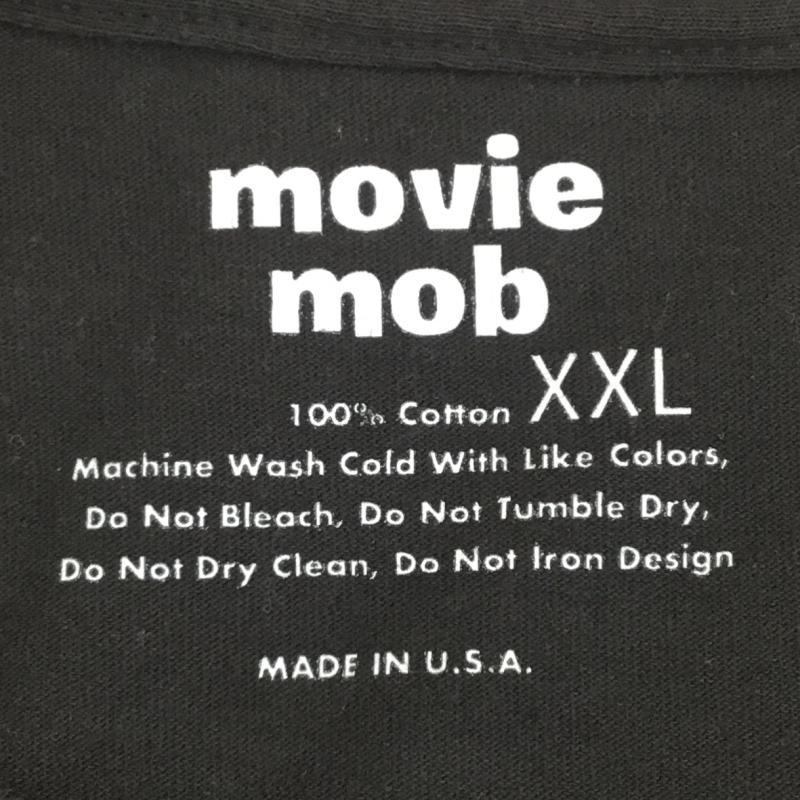 movie
mob
100% Cotton XXL
Machine Wash Cold With Like Colors,
Do Not Bleach, Do Not Tumble Dry,
Do Not Dry Clean, Do Not Iron Design
MADE IN U.S.A.